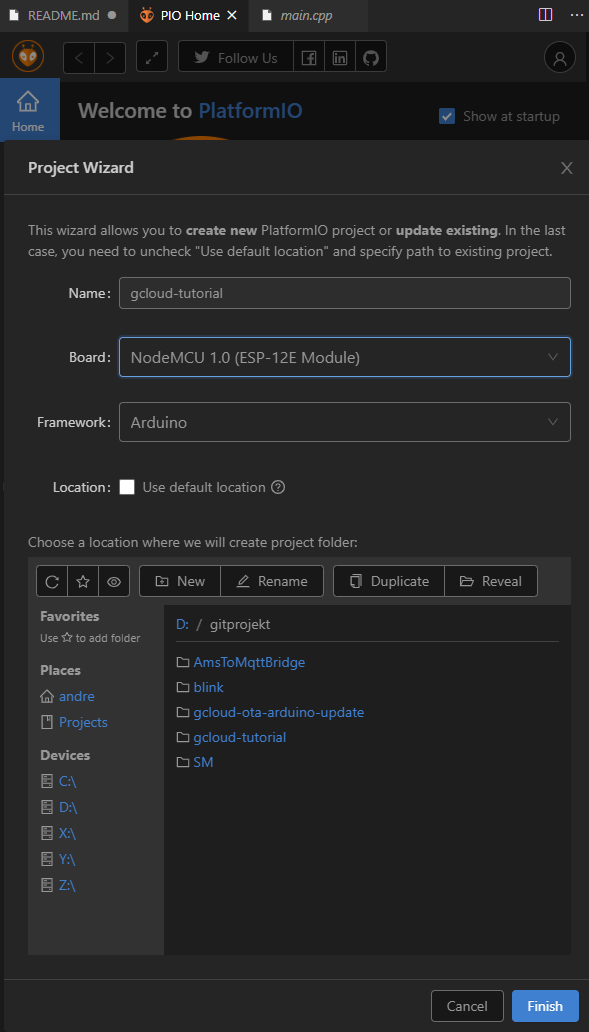 README.md
PIO Home
main.cpp
Follow Us
Home
Welcome to PlatformIO
Show at startup
Project Wizard
This wizard allows you to create new PlatformIO project or update existing. In the last
case, you need to uncheck "Use default location" and specify path to existing project.
Name:
gcloud-tutorial
Board:
NodeMCU 1.0 (ESP-12E Module)
Framework:
Arduino
Location:
Use default location
Choose a location where we will create project folder:
New
Rename
Duplicate
Reveal
Favorites
Use ☆ to add folder
Places
andre
Projects
Devices
C:\
D:\
X:\
Y:\
Z:\
D: / gitprojekt
AmsToMqttBridge
blink
gcloud-ota-arduino-update
gcloud-tutorial
SM
Cancel
Finish